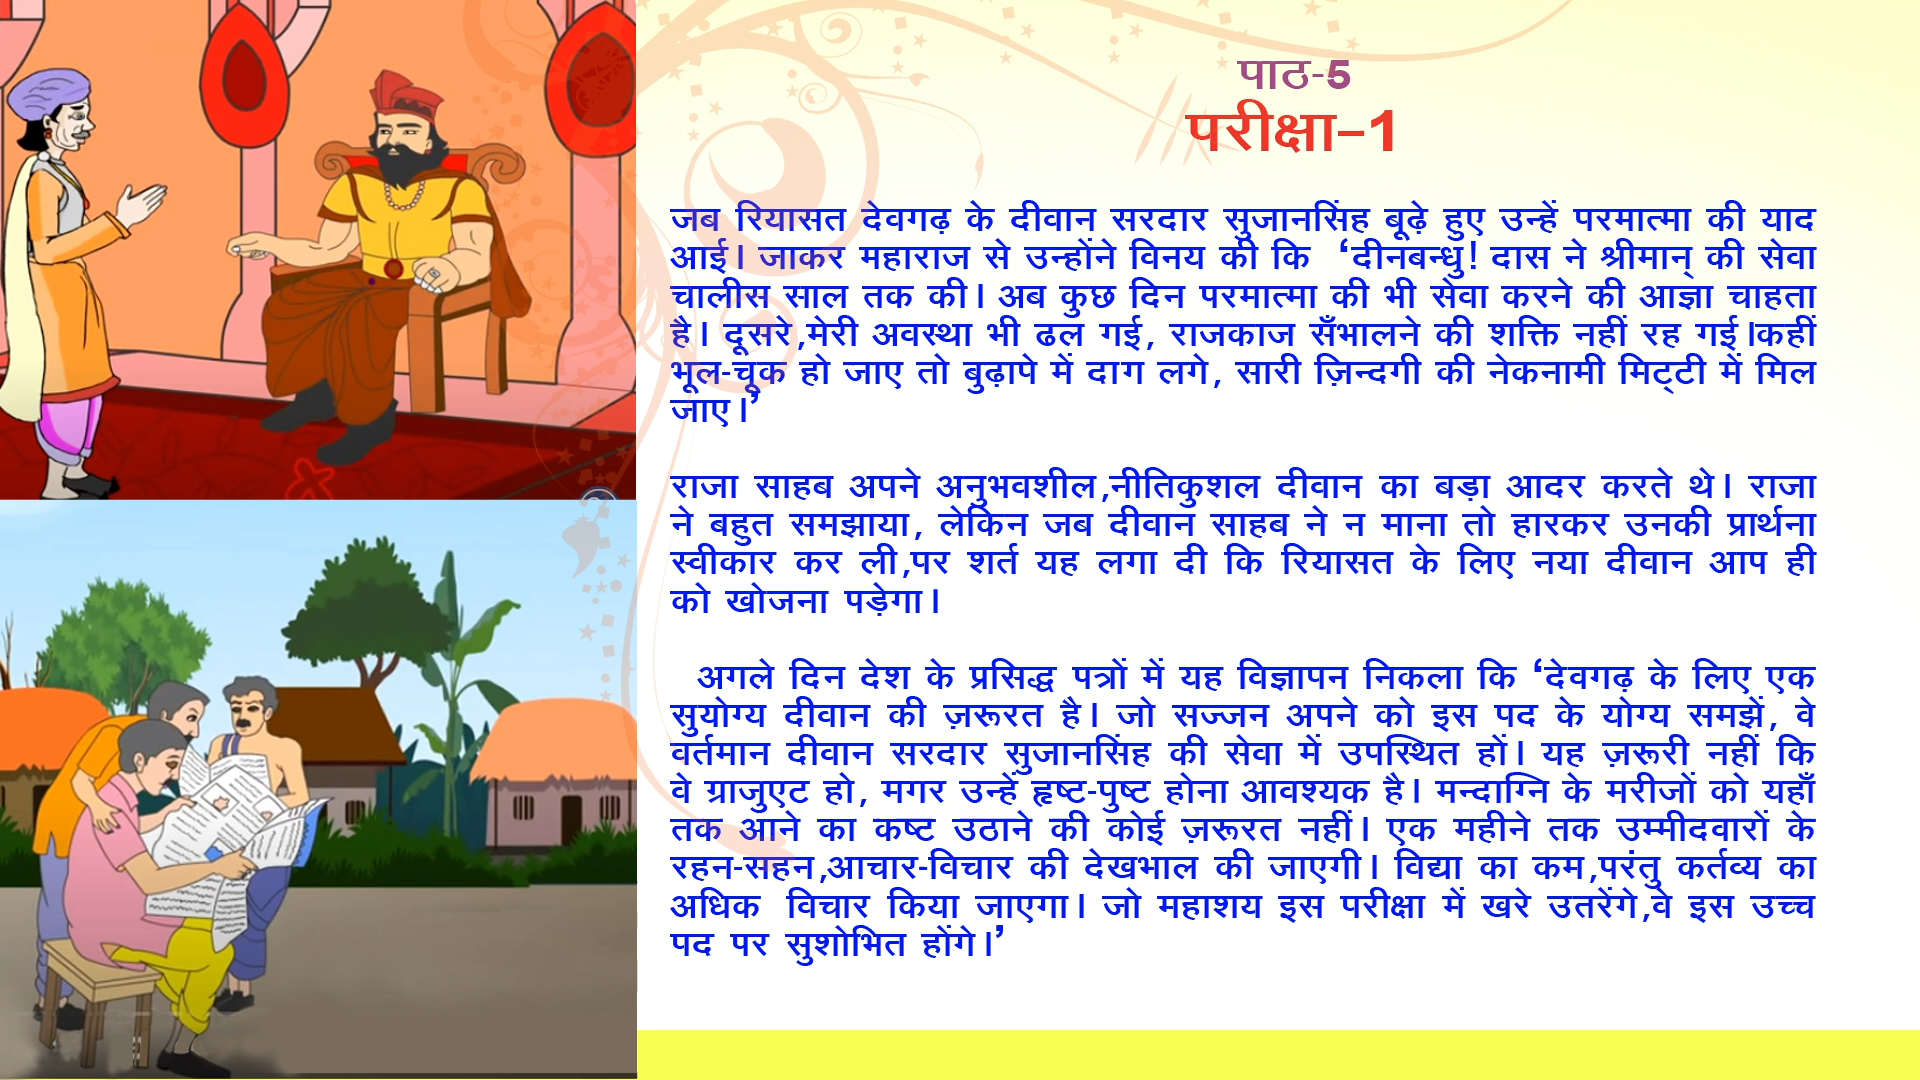 पाठ-5
परीक्षा–1
जब रियासत देवगढ़ के दीवान सरदार सुजानसिंह बूढ़े हुए उन्हें परमात्मा की याद
आई। जाकर महाराज से उन्होंने विनय की कि ‘दीनबन्धु! दास ने श्रीमान् की सेवा
चालीस साल तक की। अब कुछ दिन परमात्मा की भी सेवा करने की आज्ञा चाहता
है। दूसरे,मेरी अवस्था भी ढल गई, राजकाज सँभालने की शक्ति नहीं रह गई।कहीं
भूल-चूक हो जाए तो बुढ़ापे में दाग लगे, सारी ज़िन्दगी की नेकनामी मिट्टी में मिल
जाए।’
राजा साहब अपने अनुभवशील,नीतिकुशल दीवान का बड़ा आदर करते थे। राजा
ने बहुत समझाया, लेकिन जब दीवान साहब ने न माना तो हारकर उनकी प्रार्थना
स्वीकार कर ली,पर शर्त यह लगा दी कि रियासत के लिए नया दीवान आप ही
को खोजना पड़ेगा।
अगले दिन देश के प्रसिद्ध पत्रों में यह विज्ञापन निकला कि ‘देवगढ़ के लिए एक
सुयोग्य दीवान की ज़रूरत है। जो सज्जन अपने को इस पद के योग्य समझें, वे
वर्तमान दीवान सरदार सुजानसिंह की सेवा में उपस्थित हों। यह ज़रूरी नहीं कि
वे ग्राजुएट हो, मगर उन्हें हृष्ट-पुष्ट होना आवश्यक है। मन्दाग्नि के मरीजों को यहाँ
तक आने का कष्ट उठाने की कोई ज़रूरत नहीं। एक महीने तक उम्मीदवारों के
रहन-सहन,आचार-विचार की देखभाल की जाएगी। विद्या का कम,परंतु कर्तव्य का
अधिक विचार किया जाएगा। जो महाशय इस परीक्षा में खरे उतरेंगे,वे इस उच्च
पद पर सुशोभित होंगे।’